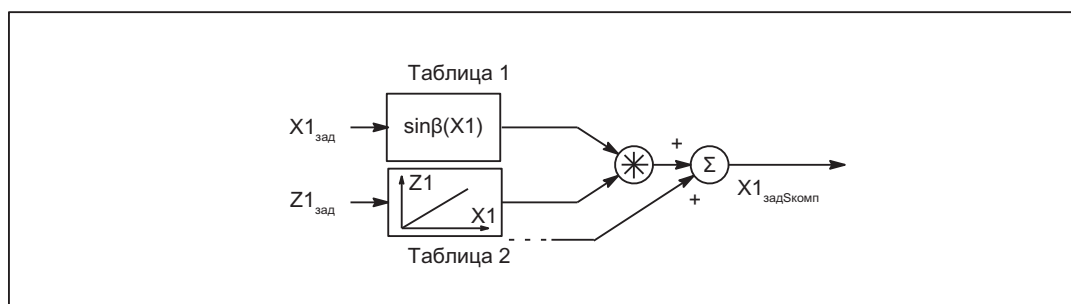 Таблица 1
X1зад
sinβ(X1)
+
Σ
X1задSкомп
Z1зад
Z1
X1
+
Таблица 2